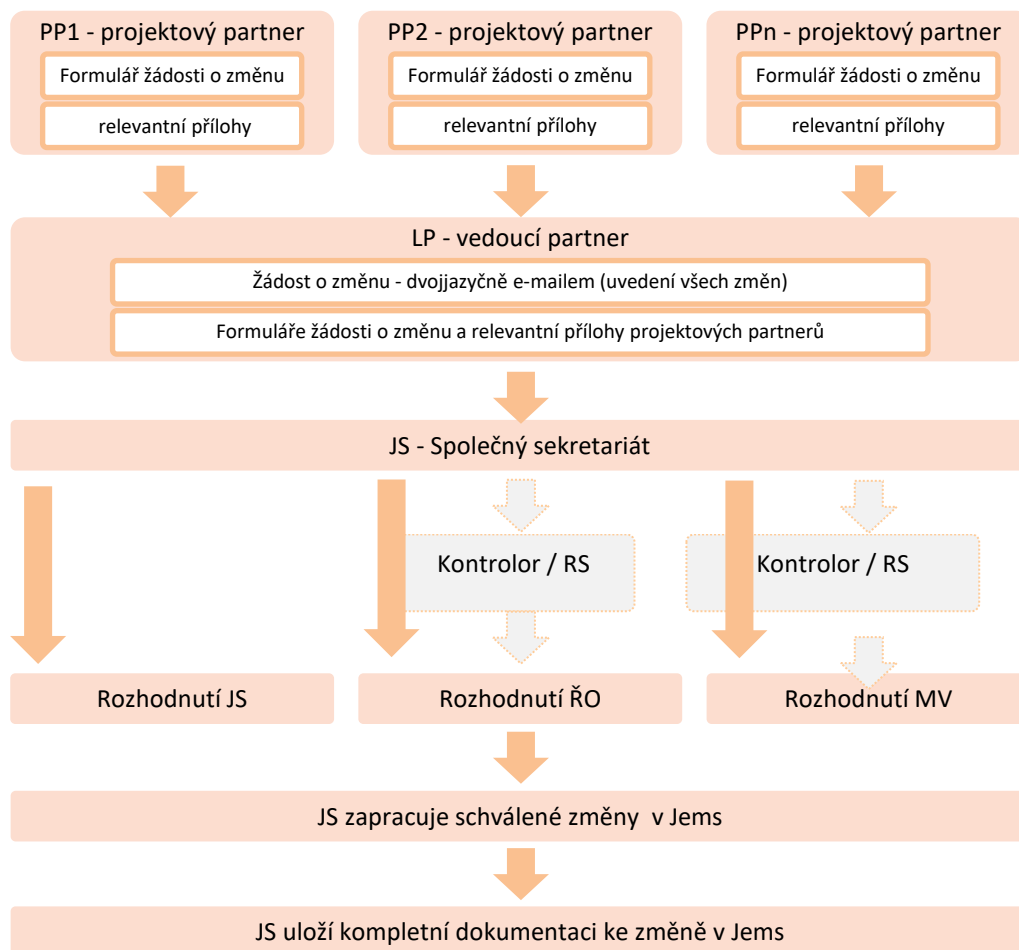 PP1 - projektový partner
Formulář žádosti o změnu
relevantní přílohy
PP2 - projektový partner
Formulář žádosti o změnu
relevantní přílohy
PPn - projektový partner
Formulář žádosti o změnu
relevantní přílohy
LP - vedoucí partner
Žádost o změnu - dvojjazyčně e-mailem (uvedení všech změn)
Formuláře žádosti o změnu a relevantní přílohy projektových partnerů
JS - Společný sekretariát
Kontrolor / RS
Kontrolor / RS
Rozhodnutí JS
Rozhodnutí ŘO
Rozhodnutí MV
JS zapracuje schválené změny v Jems
JS uloží kompletní dokumentaci ke změně v Jems